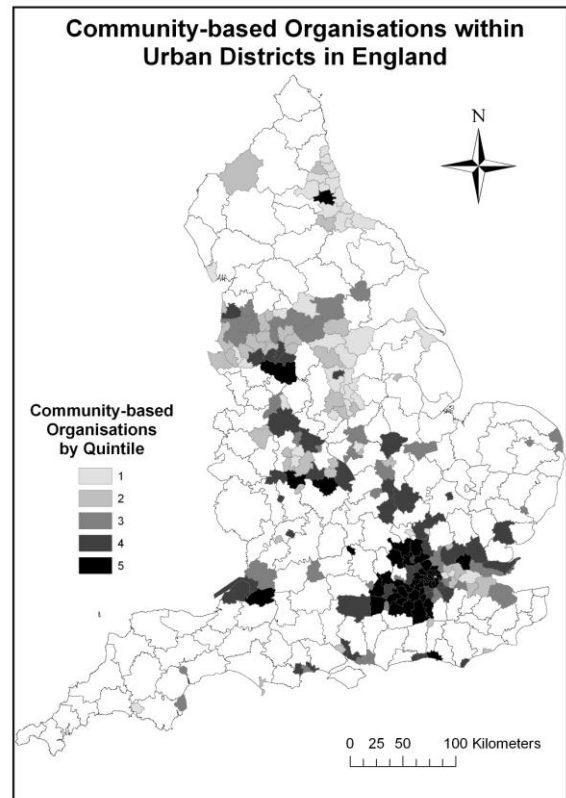 Community-based Organisations within
Urban Districts in England
N
Community-based
Organisations
by Quintile
1
2
3
4
5
0 25 50 100 Kilometers